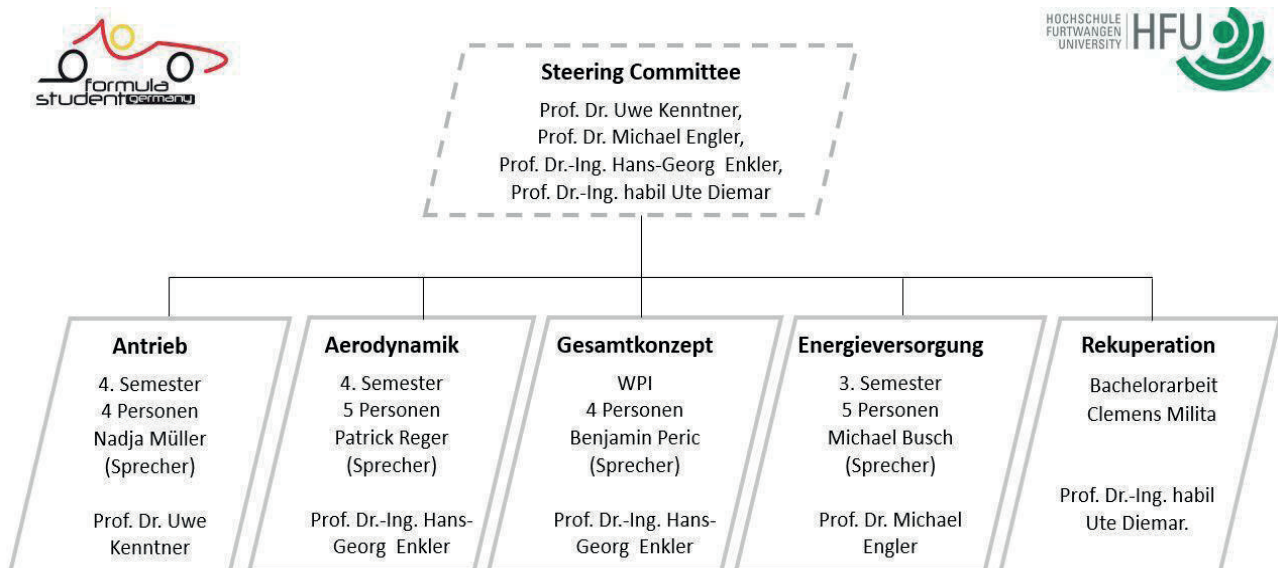 formula
student germany
HOCHSCHULE
FURTWANGEN
UNIVERSITY
HFU
Steering Committee
Prof. Dr. Uwe Kenntner,
Prof. Dr. Michael Engler,
Prof. Dr.-Ing. Hans-Georg Enkler,
Prof. Dr.-Ing. habil Ute Diemar
Antrieb
4. Semester
4 Personen
Nadja Müller
(Sprecher)
Prof. Dr. Uwe
Kenntner
Aerodynamik
4. Semester
5 Personen
Patrick Reger
(Sprecher)
Prof. Dr.-Ing. Hans-
Georg Enkler
Gesamtkonzept
WPI
4 Personen
Benjamin Peric
(Sprecher)
Prof. Dr.-Ing. Hans-
Georg Enkler
Energieversorgung
3. Semester
5 Personen
Michael Busch
(Sprecher)
Prof. Dr. Michael
Engler
Rekuperation
Bachelorarbeit
Clemens Milita
Prof. Dr.-Ing. habil
Ute Diemar.